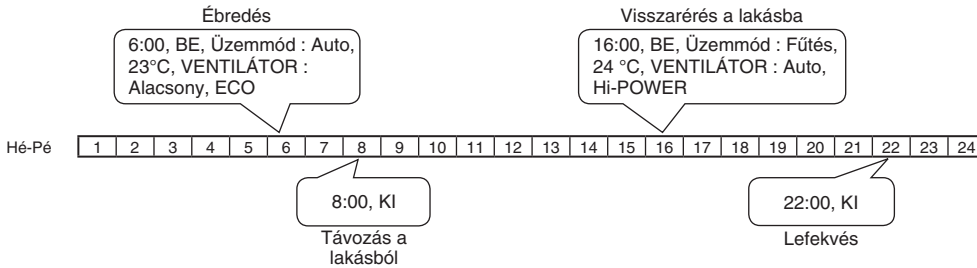 Ébredés
6:00, BE, Üzemmód : Auto,
23°C, VENTILÁTOR :
Alacsony, ECO
Visszarérés a lakásba
16:00, BE, Üzemmód : Fűtés,
24 °C, VENTILÁTOR : Auto,
Hi-POWER
Hé-Pé 1 2 3 4 5 6 7 8 9 10 11 12 13 14 15 16 17 18 19 20 21 22 23 24
8:00, KI
Távozás a
lakásból
22:00, KI
Lefekvés